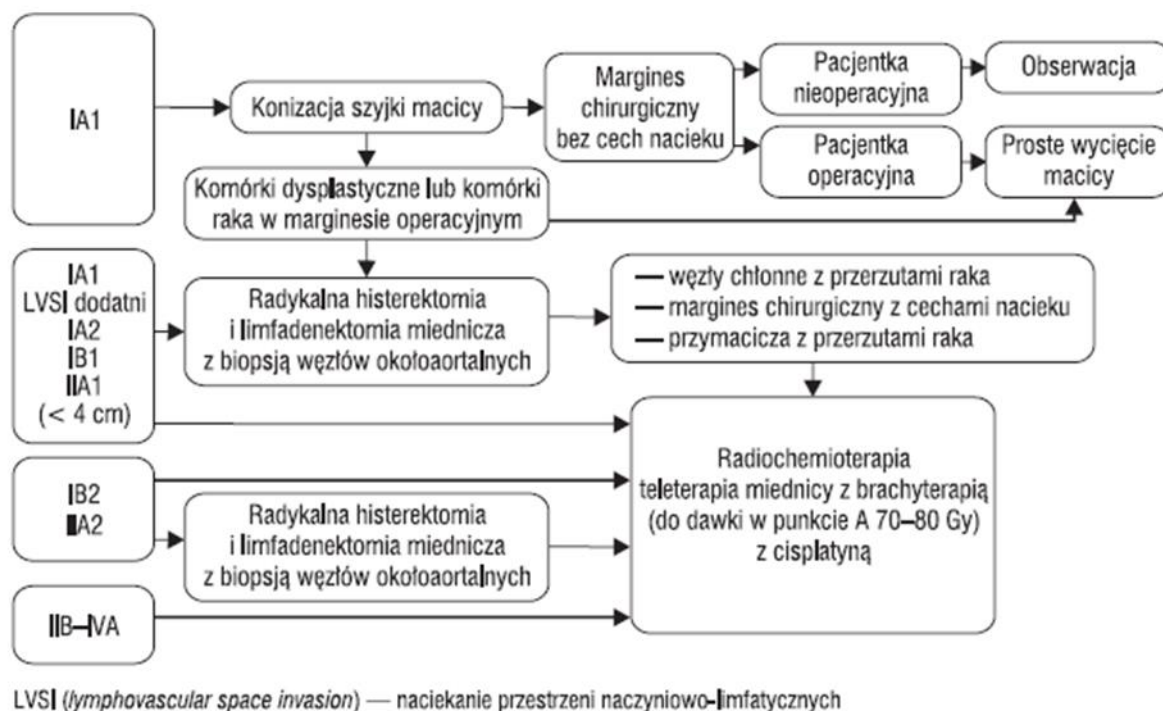 IA1
Konizacja szyjki macicy
Margines
chirurgiczny
bez cech nacieku
Pacjentka
nieoperacyjna
Obserwacja
Pacjentka
operacyjna
Proste wycięcie
macicy
Komórki dysplastyczne lub komórki
raka w marginesie operacyjnym
IA1
LVSI dodatni
IA2
IB1
IIA1
(< 4 cm)
Radykalna histerektomia
i limfadenektomia miednicza
z biopsją węzłów okołoaortalnych
— węzły chłonne z przerzutami raka
— margines chirurgiczny z cechami nacieku
— przymacicza z przerzutami raka
IB2
IIA2
Radykalna histerektomia
i limfadenektomia miednicza
z biopsją węzłów okołoaortalnych
Radiochemioterapia
teleterapia miednicy z brachyterapią
(do dawki w punkcie A 70–80 Gy)
z cisplatyną
IIB–IVA
LVSI (lymphovascular space invasion) — naciekanie przestrzeni naczyniowo-limfatycznych